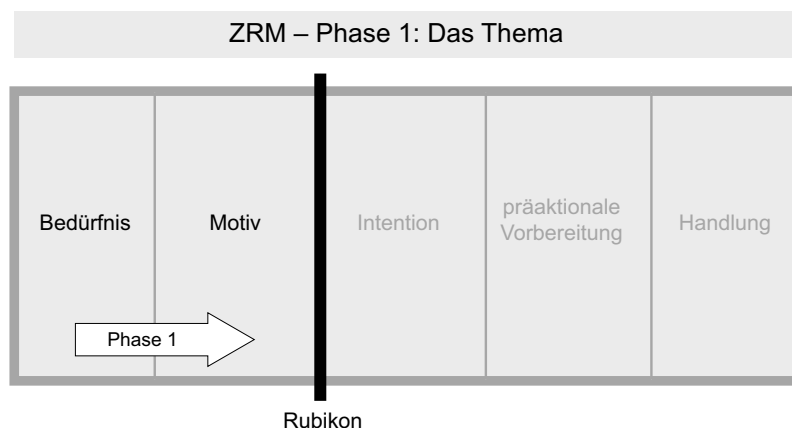 ZRM – Phase 1: Das Thema
Bedürfnis
Motiv
Intention
präaktionale
Vorbereitung
Handlung
Phase 1
Rubikon